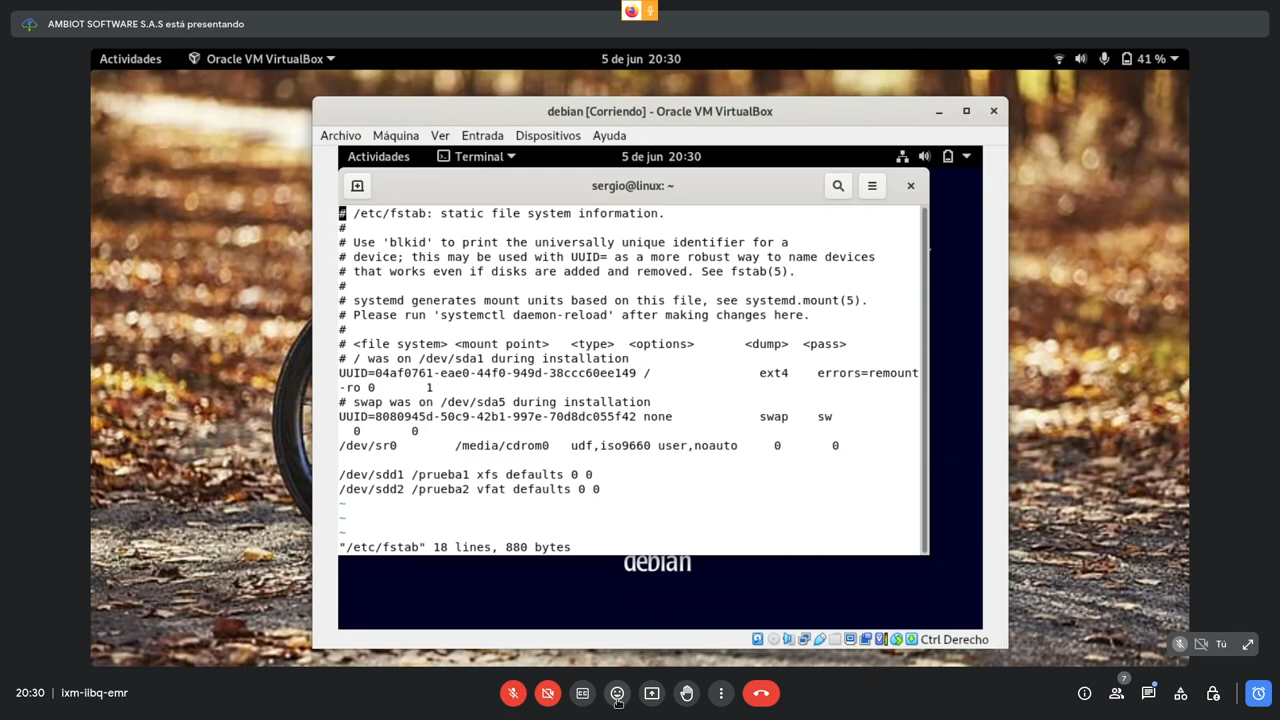 AMBIOT SOFTWARE S.A.S está presentando
Actividades Oracle VM VirtualBox 5 de jun 20:30 41 %
debian [Corriendo] - Oracle VM VirtualBox
Archivo Máquina Ver Entrada Dispositivos Ayuda
Actividades Terminal 5 de jun 20:30
sergio@linux: ~
# /etc/fstab: static file system information.
#
# Use 'blkid' to print the universally unique identifier for a
# device; this may be used with UUID= as a more robust way to name devices
# that works even if disks are added and removed. See fstab(5).
#
# systemd generates mount units based on this file, see systemd.mount(5).
# Please run 'systemctl daemon-reload' after making changes here.
#
# <file system> <mount point> <type> <options> <dump> <pass>
# / was on /dev/sda1 during installation
UUID=04af0761-eae0-44f0-949d-38ccc60ee149 / ext4 errors=remount
-ro 0 1
# swap was on /dev/sda5 during installation
UUID=8080945d-50c9-42b1-997e-70d8dc055f42 none swap sw
0 0
/dev/sr0 /media/cdrom0 udf,iso9660 user,noauto 0 0
/dev/sdd1 /prueba1 xfs defaults 0 0
/dev/sdd2 /prueba2 vfat defaults 0 0
~
~
~
"/etc/fstab" 18 lines, 880 bytes
debian
Ctrl Derecho
Tú
20:30 ixm-iibq-emr
7